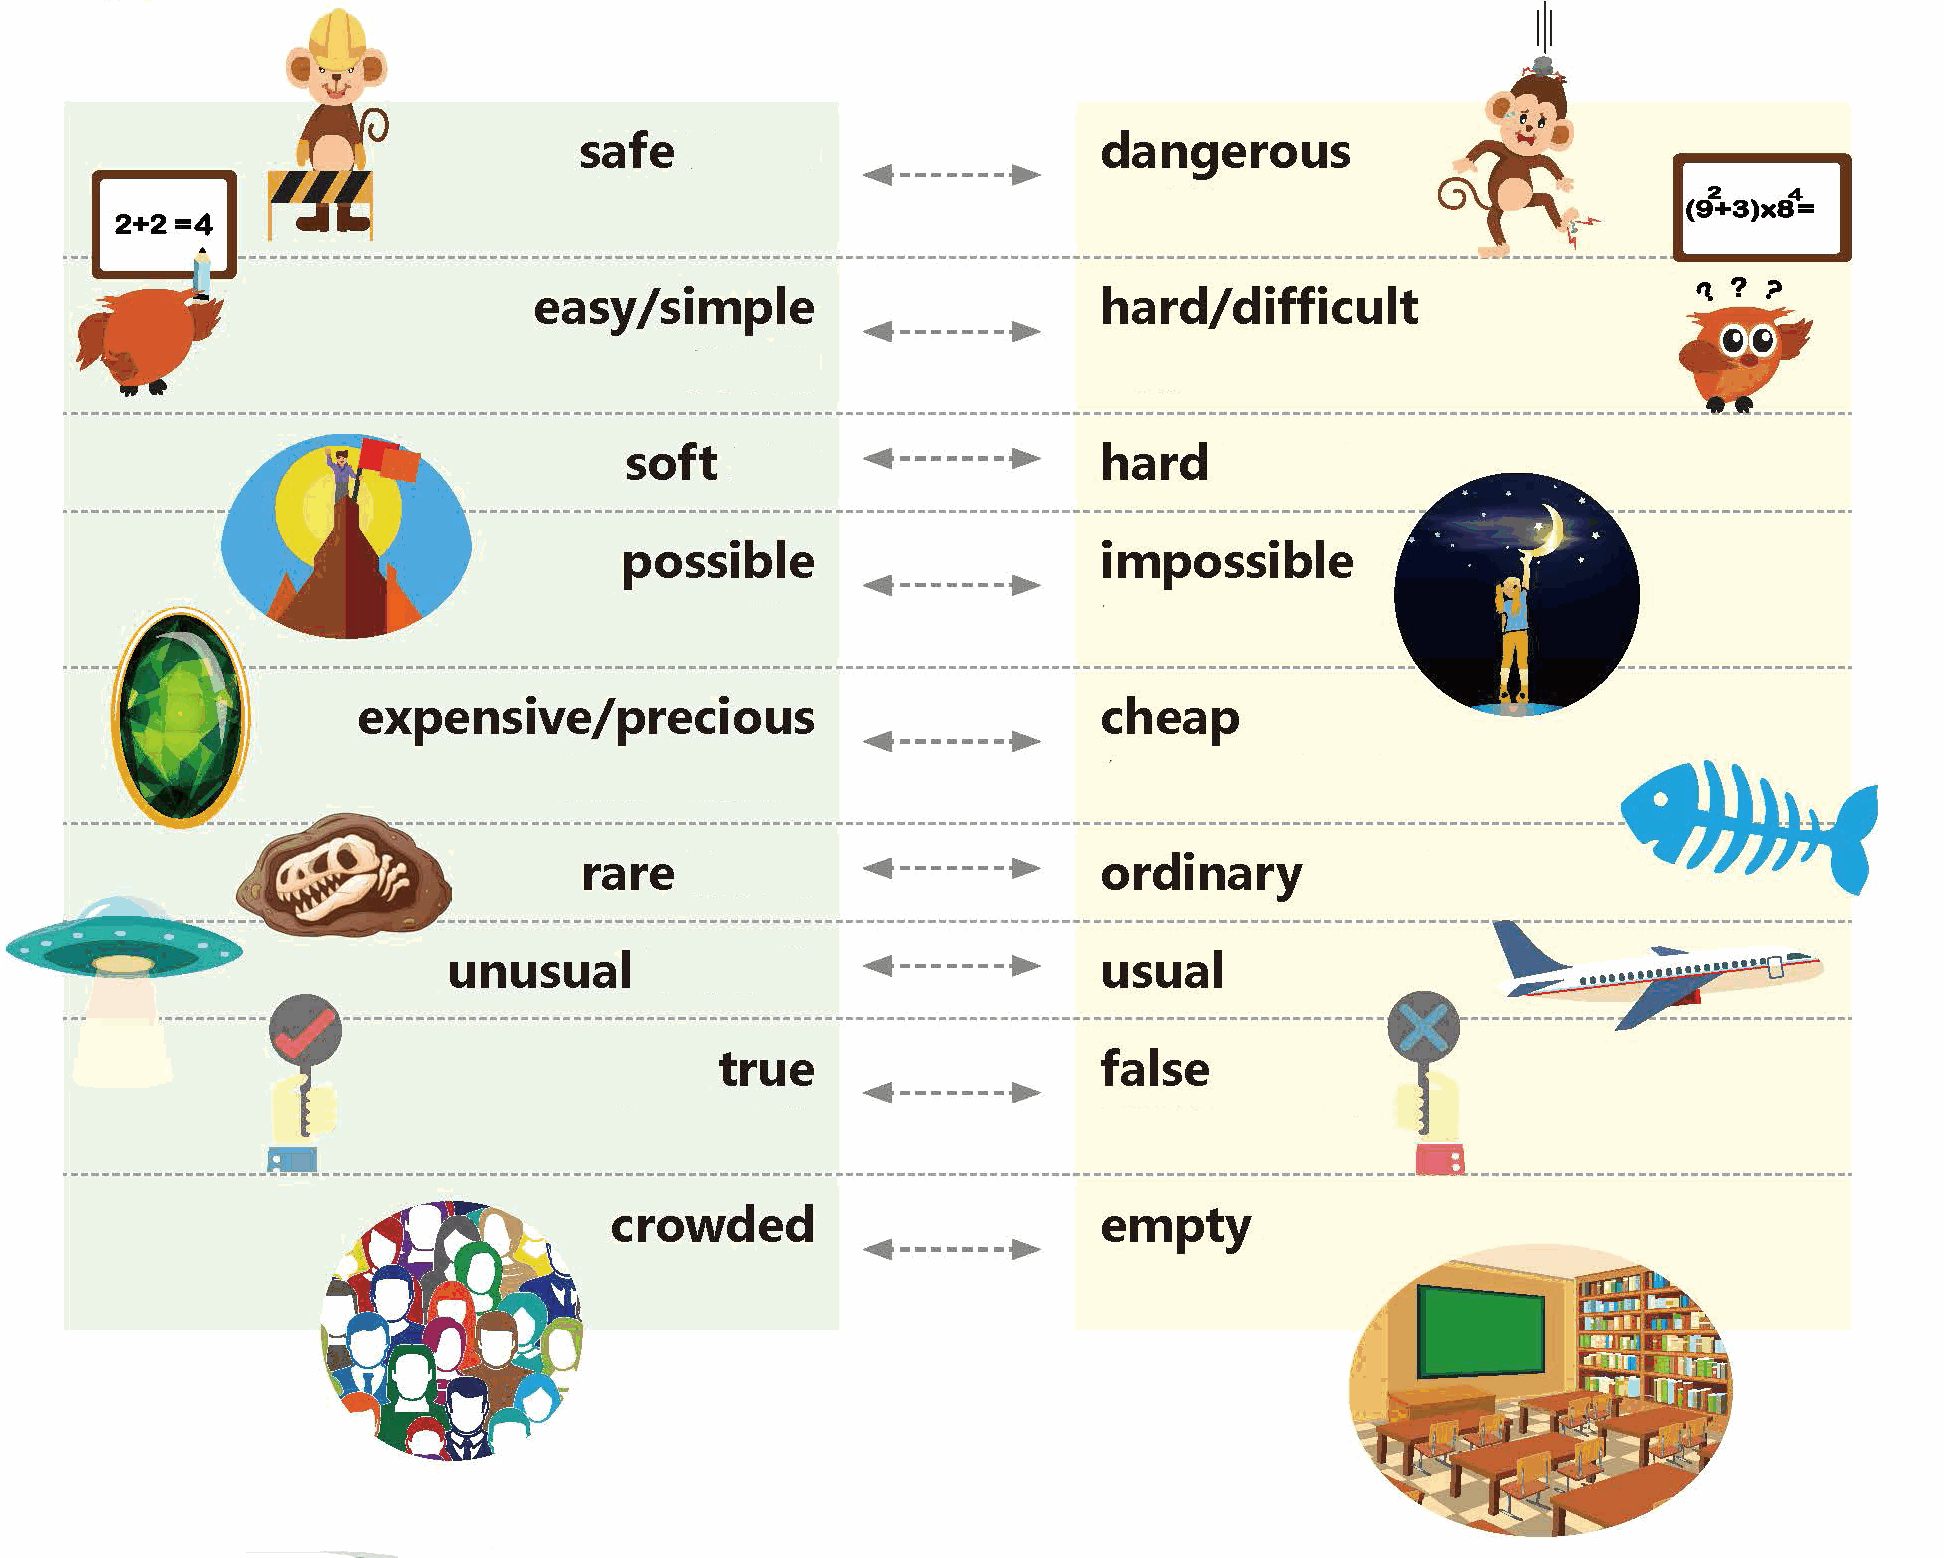 safe dangerous
2+2=4
(9²+3)x8⁴=
easy/simple hard/difficult
? ? ?
soft hard
possible impossible
expensive/precious cheap
rare ordinary
unusual usual
true false
crowded empty